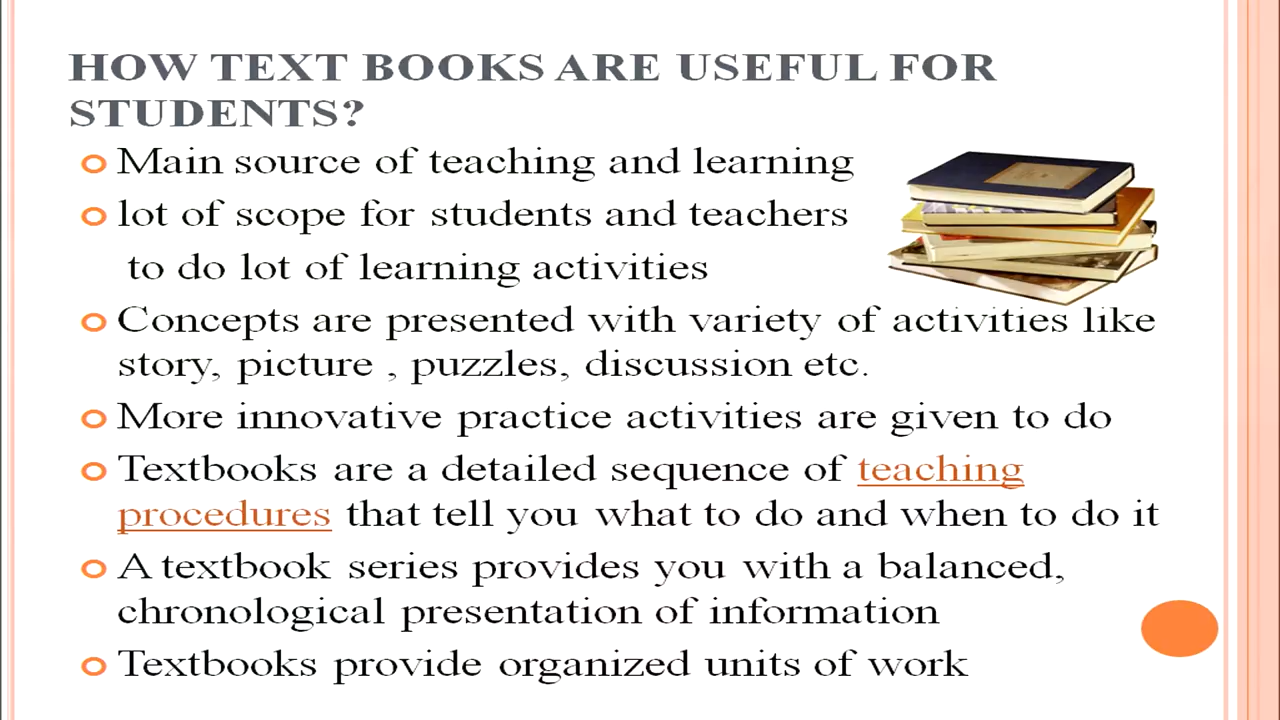 HOW TEXT BOOKS ARE USEFUL FOR
STUDENTS?
Main source of teaching and learning
lot of scope for students and teachers
to do lot of learning activities
Concepts are presented with variety of activities like
story, picture , puzzles, discussion etc.
More innovative practice activities are given to do
Textbooks are a detailed sequence of teaching
procedures that tell you what to do and when to do it
A textbook series provides you with a balanced,
chronological presentation of information
Textbooks provide organized units of work